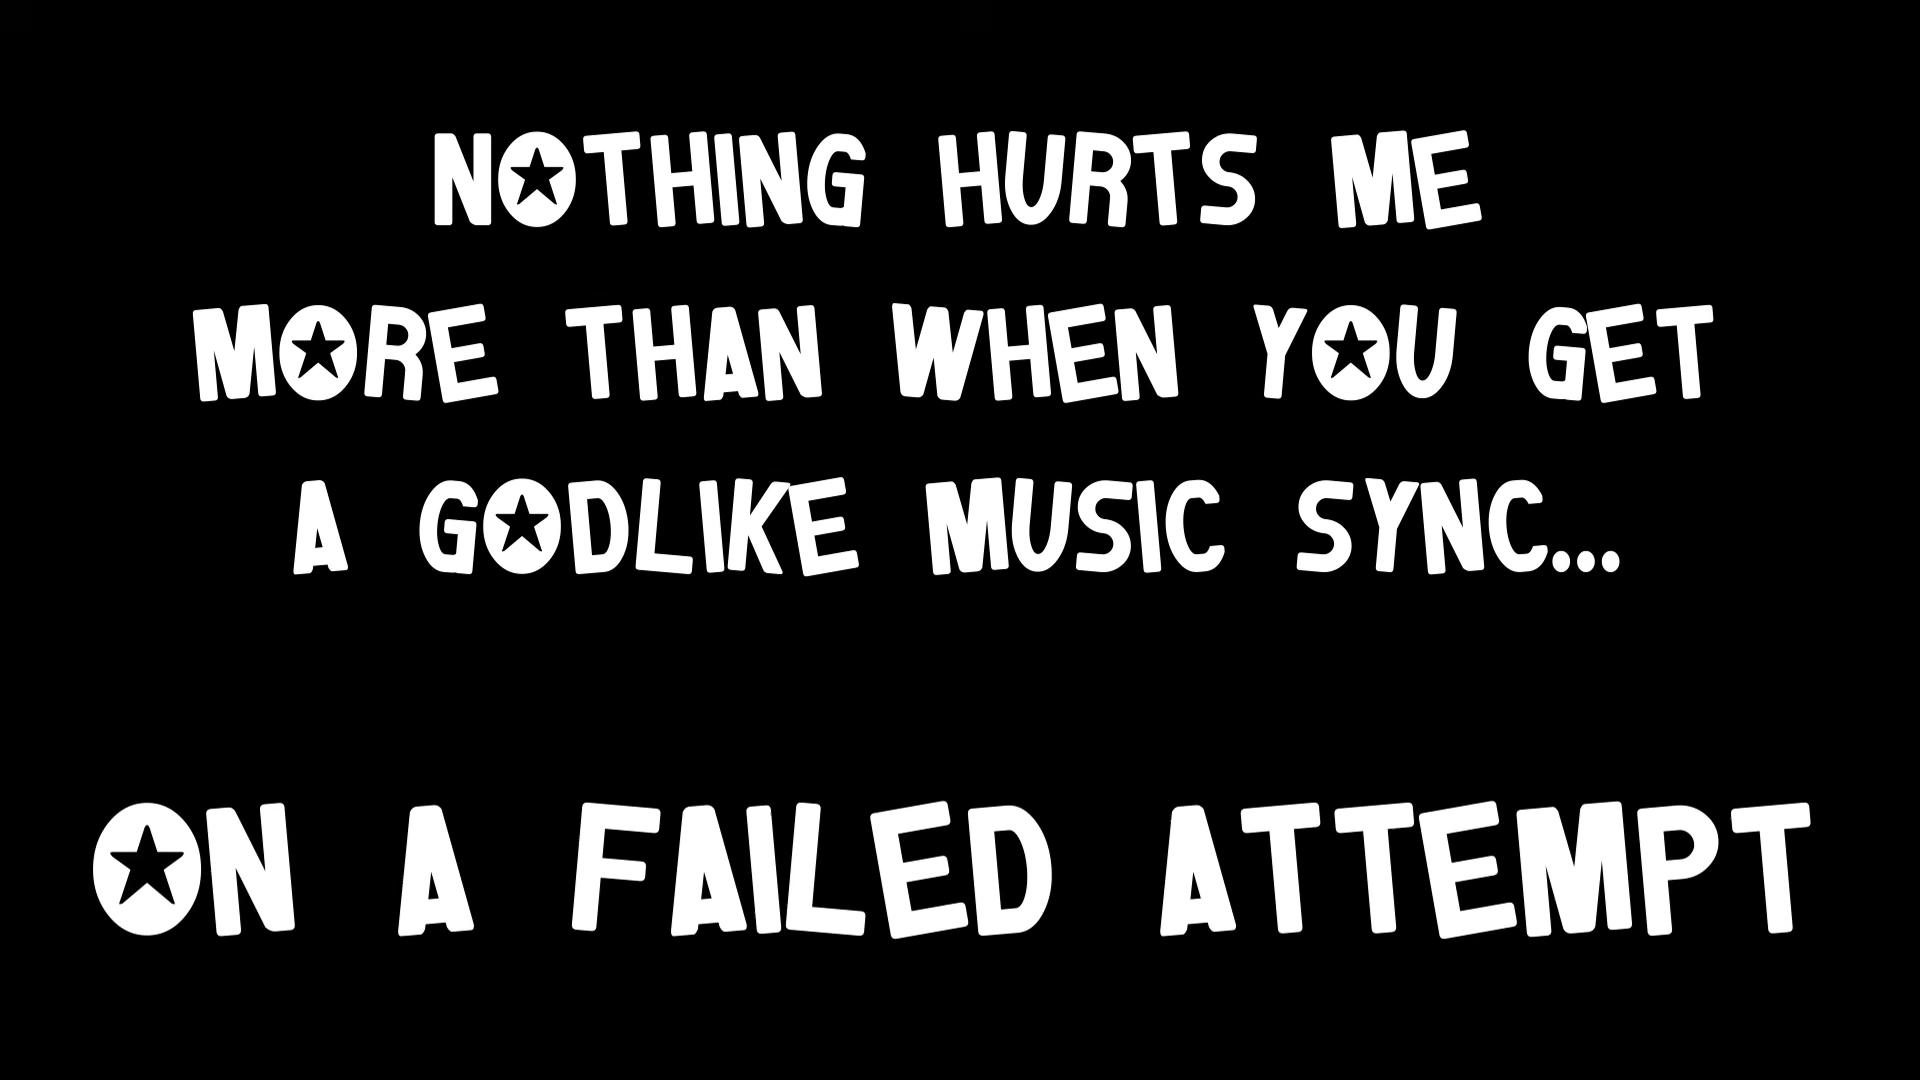 NOTHING HURTS ME
MORE THAN WHEN YOU GET
A GODLIKE MUSIC SYNC...
ON A FAILED ATTEMPT